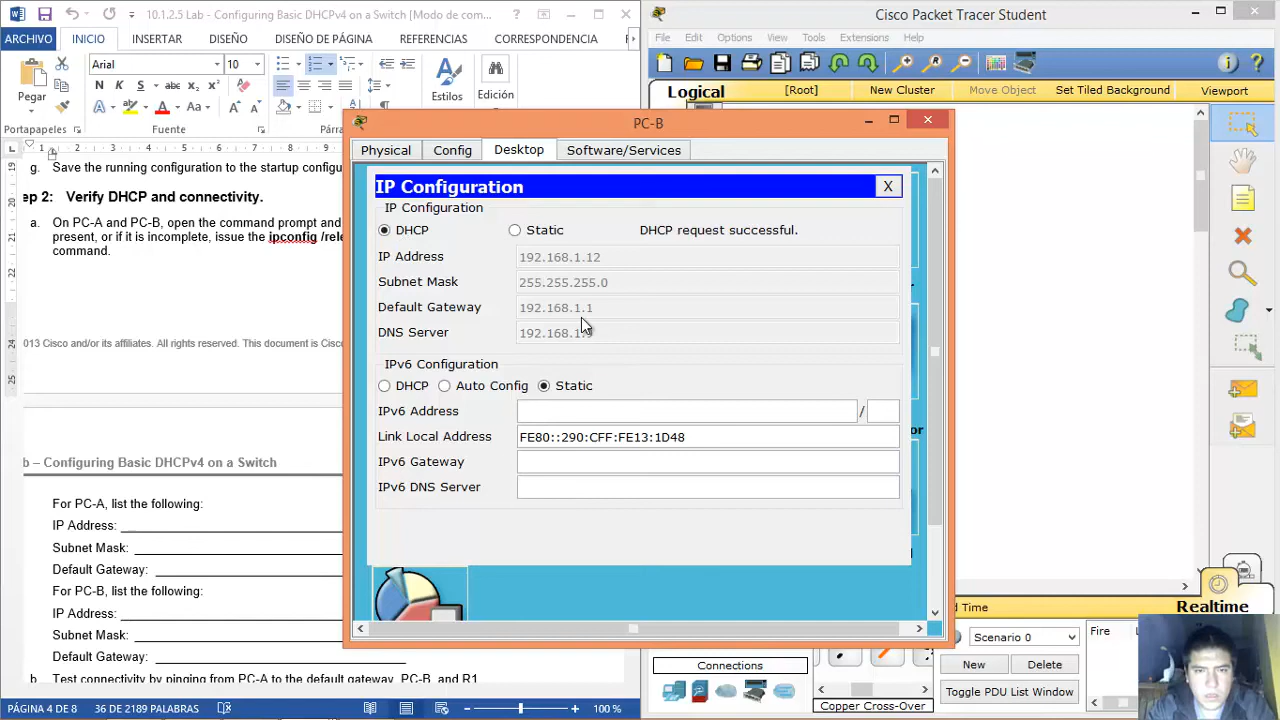 10.1.2.5 Lab - Configuring Basic DHCPv4 on a Switch [Modo de com...
ARCHIVO INICIO INSERTAR DISEÑO DISEÑO DE PÁGINA REFERENCIAS CORRESPONDENCIA
Pegar
Arial 10
N K S abc x₂ x²
Estilos Edición
Portapapeles Fuente
g. Save the running configuration to the startup configu
ep 2: Verify DHCP and connectivity.
a. On PC-A and PC-B, open the command prompt and
present, or if it is incomplete, issue the ipconfig /rele
command.
013 Cisco and/or its affiliates. All rights reserved. This document is Cisco
b – Configuring Basic DHCPv4 on a Switch
For PC-A, list the following:
IP Address:
Subnet Mask:
Default Gateway:
For PC-B, list the following:
IP Address:
Subnet Mask:
Default Gateway:
b. Test connectivity by pinging from PC-A to the default gateway, PC-B, and R1
PÁGINA 4 DE 8 36 DE 2189 PALABRAS 100 %
PC-B
Physical Config Desktop Software/Services
IP Configuration X
IP Configuration
DHCP Static DHCP request successful.
IP Address 192.168.1.12
Subnet Mask 255.255.255.0
Default Gateway 192.168.1.1
DNS Server
IPv6 Configuration
DHCP Auto Config Static
IPv6 Address /
Link Local Address FE80::290:CFF:FE13:1D48
IPv6 Gateway
IPv6 DNS Server
Cisco Packet Tracer Student
File Edit Options View Tools Extensions Help
Logical [Root] New Cluster Move Object Set Tiled Background Viewport
Time Realtime
Scenario 0 Fire
New Delete
Toggle PDU List Window
Connections
Copper Cross-Over